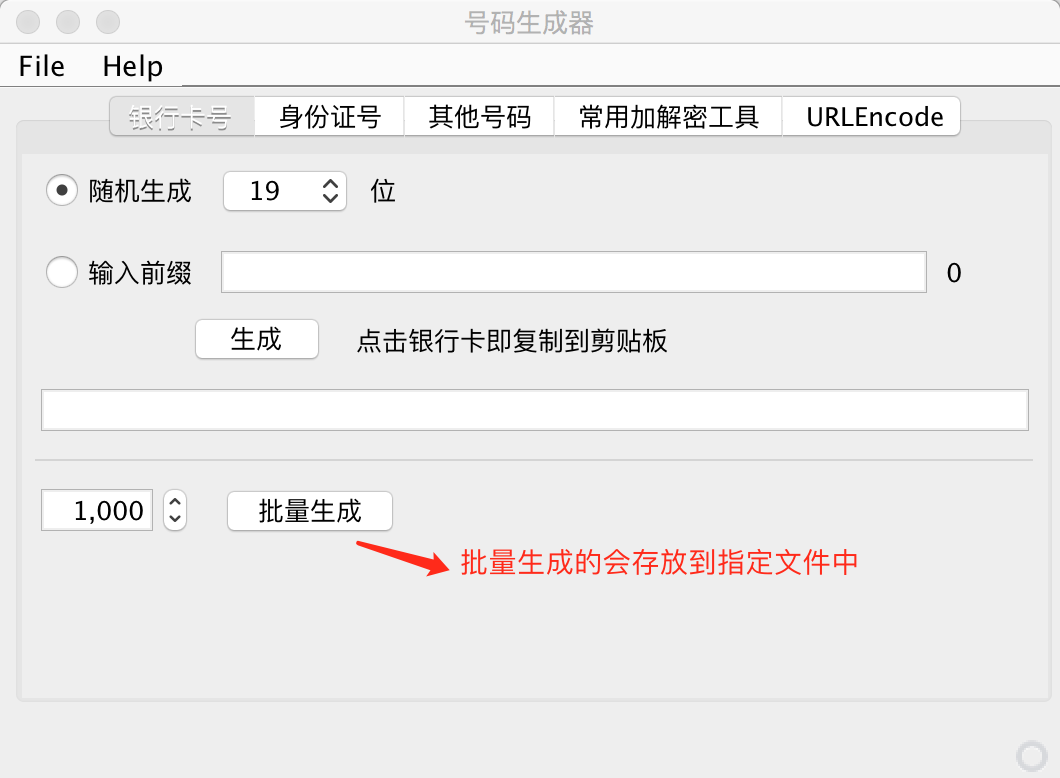 号码生成器
File Help
银行卡号 身份证号 其他号码 常用加解密工具 URLEncode
随机生成 19 位
输入前缀 0
生成 点击银行卡即复制到剪贴板
1,000 批量生成
批量生成的会存放到指定文件中